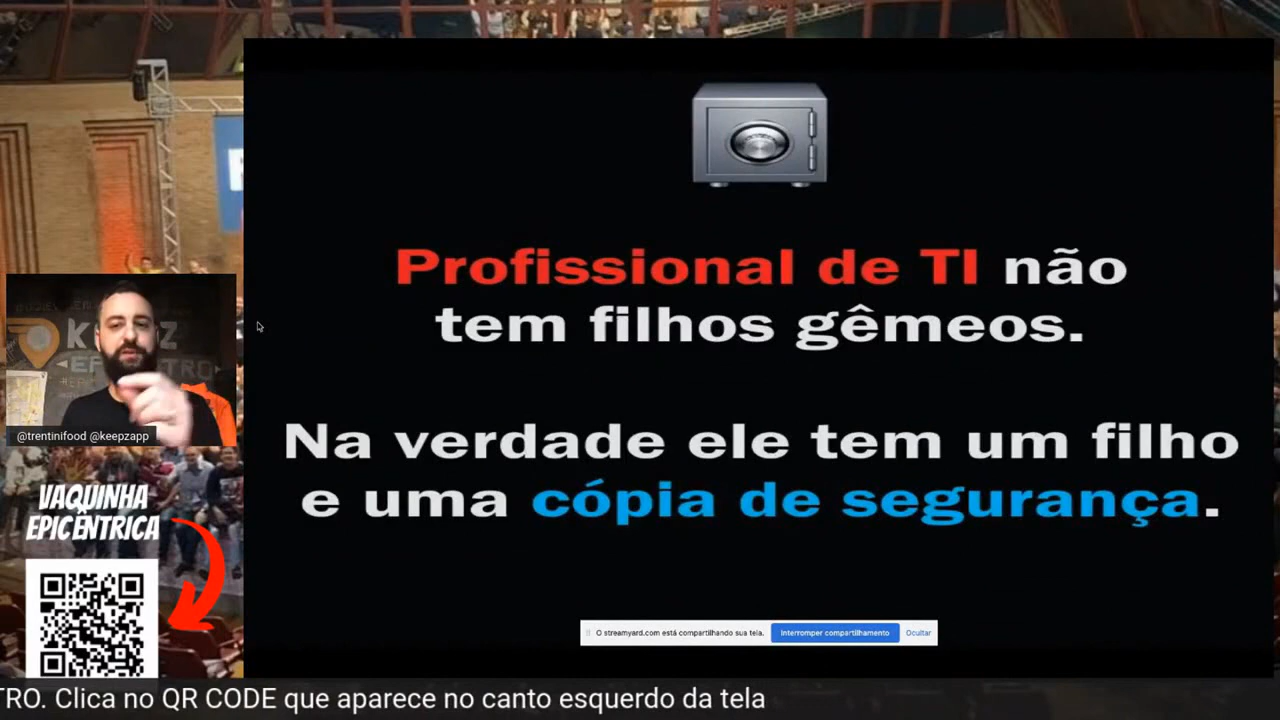 Profissional de TI não
tem filhos gêmeos.
Na verdade ele tem um filho
e uma cópia de segurança.
@trentinifood @keepzapp
VAQUINHA
EPICÊNTRICA
O streamyard.com está compartilhando sua tela.
Interromper compartilhamento
Ocultar
TRO. Clica no QR CODE que aparece no canto esquerdo da tela